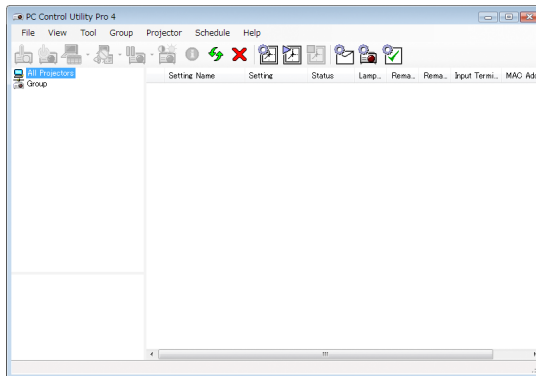 PC Control Utility Pro 4
File View Tool Group Projector Schedule Help
All Projectors
Group
Setting Name Setting Status Lamp... Rema... Rema... Input Termi... MAC Add